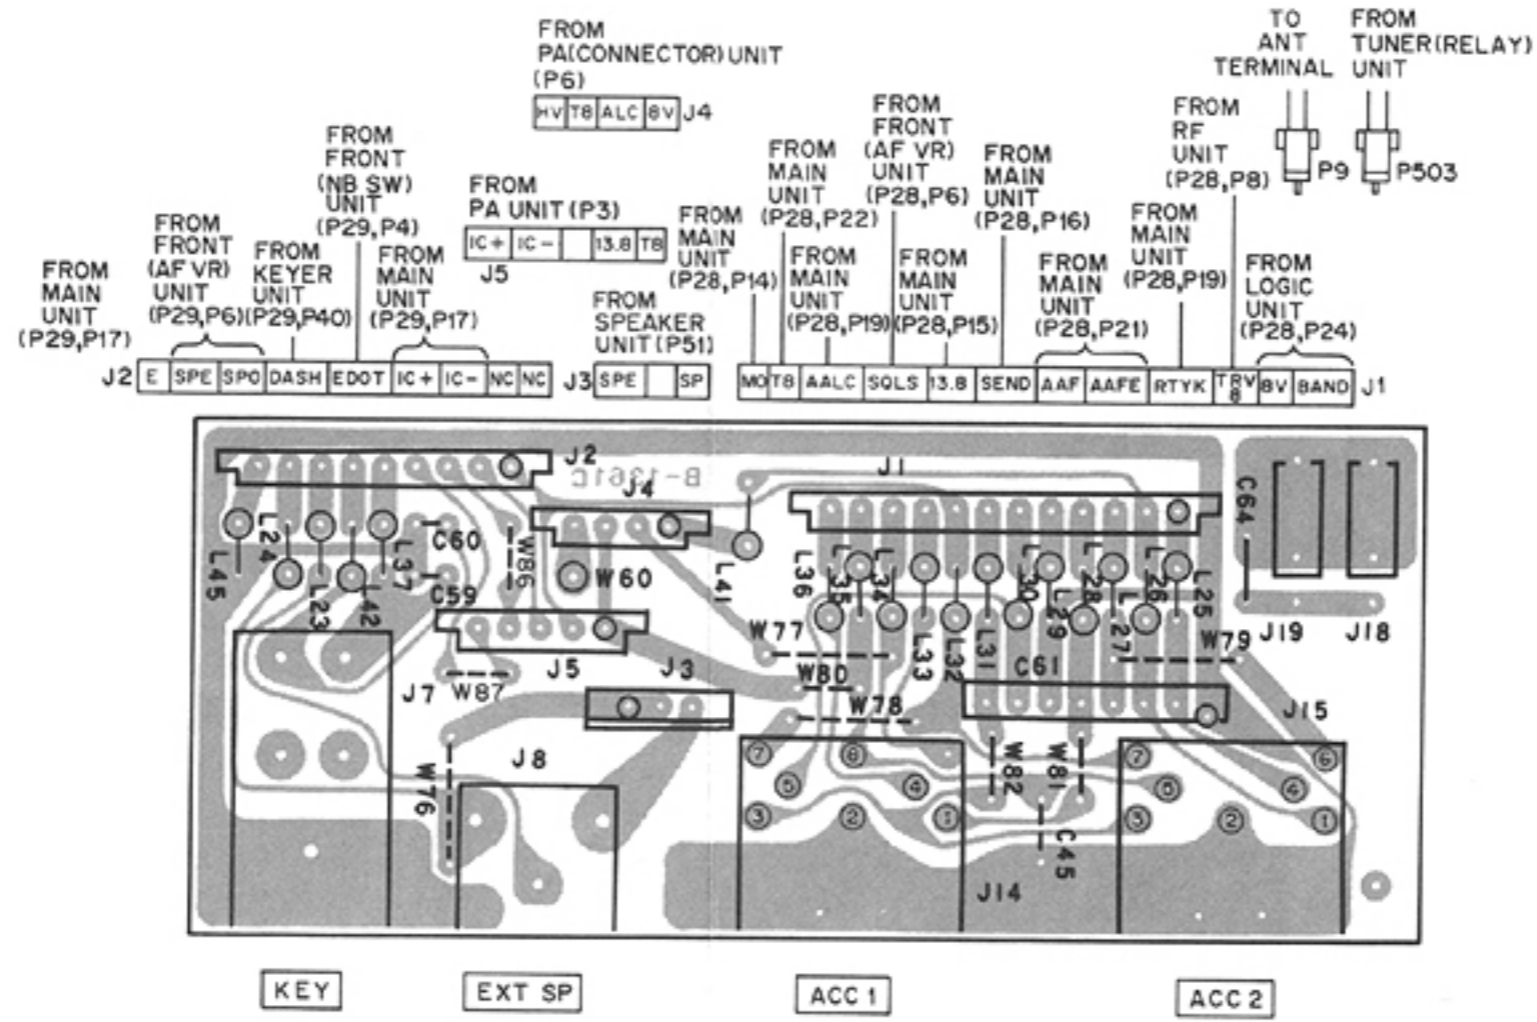 FROM
PA(CONNECTOR)UNIT
(P6)
HV T8 ALC 8V J4
TO
ANT
TERMINAL
FROM
TUNER(RELAY)
UNIT
P9
P503
FROM
MAIN
UNIT
(P29,P17)
FROM
FRONT
(AF VR)
UNIT
(P29,P6)
FROM
KEYER
UNIT
(P29,P40)
FROM
FRONT
(NB SW)
UNIT
(P29,P4)
FROM
MAIN
UNIT
(P29,P17)
FROM
PA UNIT (P3)
IC+ IC- 13.8 T8
J5
FROM
SPEAKER
UNIT(P51)
FROM
MAIN
UNIT
(P28,P14)
FROM
MAIN
UNIT
(P28,P22)
FROM
MAIN
UNIT
(P28,P19)
FROM
FRONT
(AF VR)
UNIT
(P28,P6)
FROM
MAIN
UNIT
(P28,P15)
FROM
MAIN
UNIT
(P28,P16)
FROM
MAIN
UNIT
(P28,P21)
FROM
MAIN
UNIT
(P28,P19)
FROM
RF
UNIT
(P28,P8)
FROM
LOGIC
UNIT
(P28,P24)
J2 E SPE SPO DASH EDOT IC+ IC- NC NC
J3 SPE SP
MO T8 AALC SQLS 13.8 SEND AAF AAFE RTYK TRV8 8V BAND J1
J2
B-1361C
J4
J1
C64
L45
L24
L23
L42
L37
C60
C59
W86
W60
L41
L36
L35
L34
L33
L32
L31
L30
L29
L28
L27
L26
L25
J19
J18
W77
W80
W78
W79
C61
J5
J3
J7
W87
J15
J8
W76
W82
W81
C45
J14
7 8 5 4 3 2 1
7 6 5 4 3 2 1
KEY
EXT SP
ACC 1
ACC 2